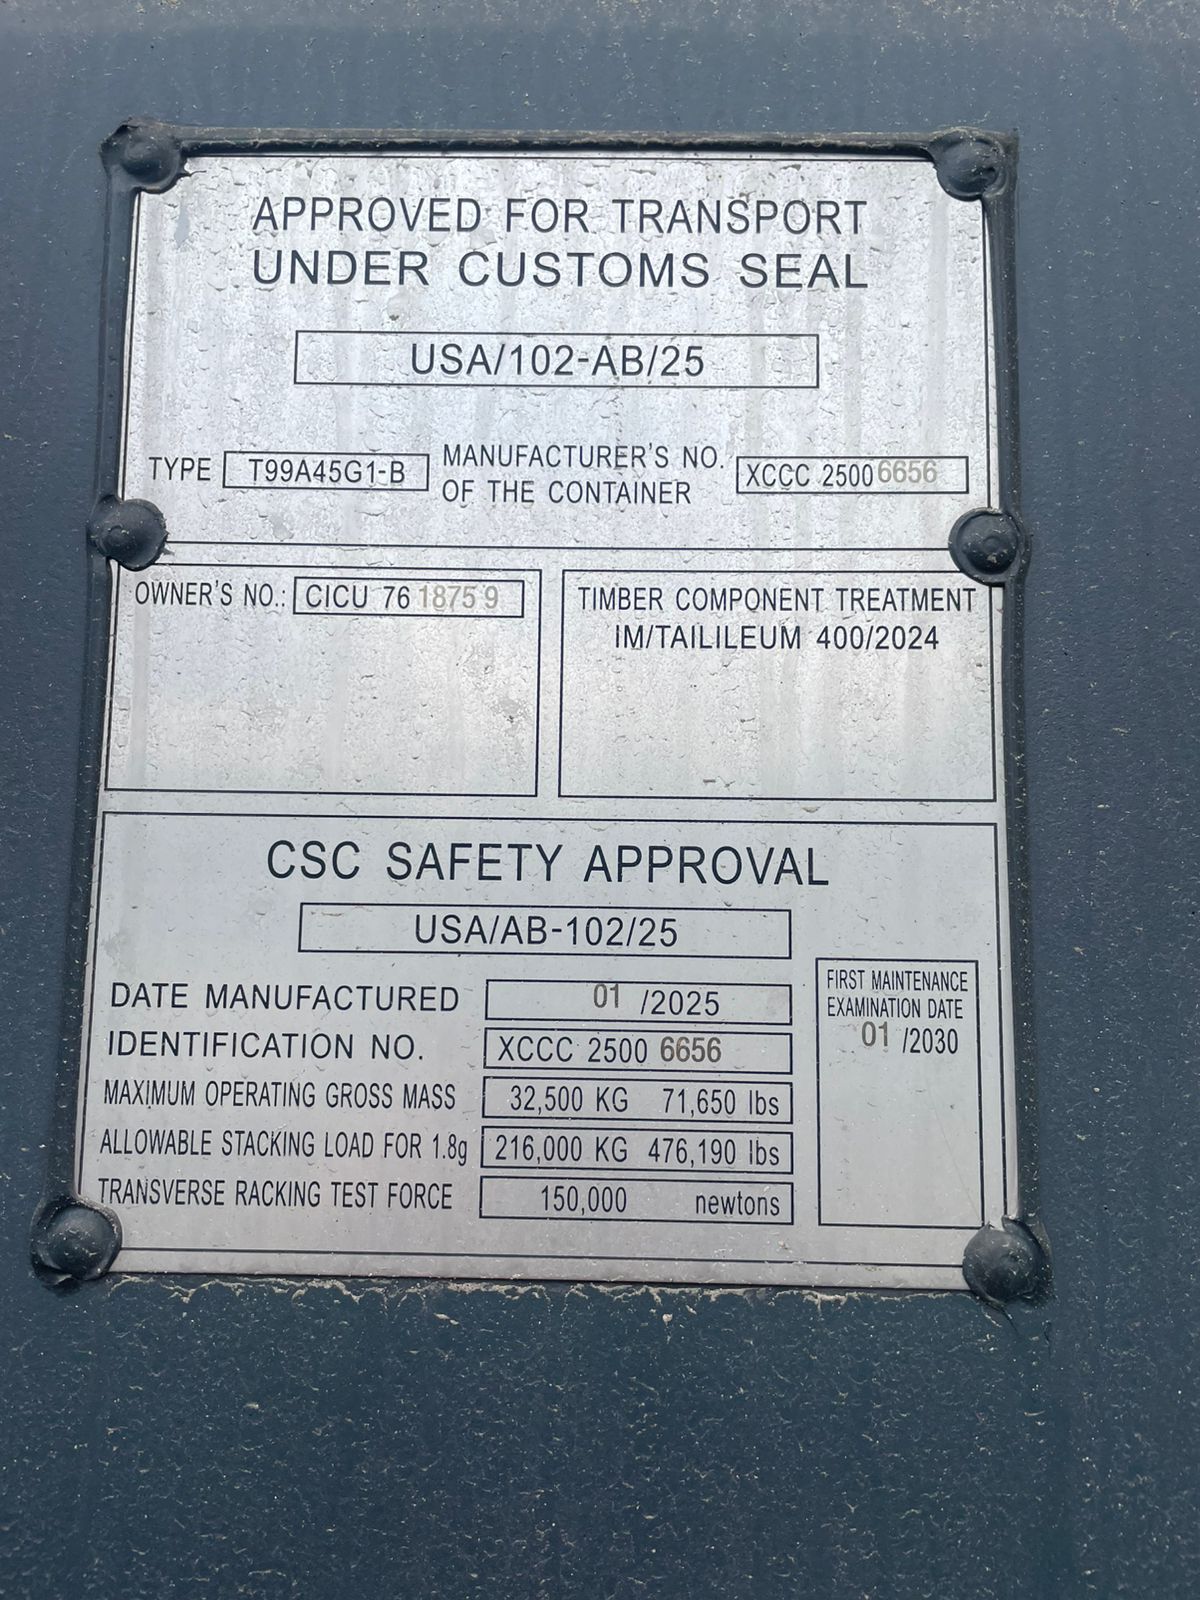 APPROVED FOR TRANSPORT
UNDER CUSTOMS SEAL
USA/102-AB/25
TYPE T99A45G1-B MANUFACTURER'S NO. OF THE CONTAINER XCCC 2500 6656
OWNER'S NO.: CICU 76 1875 9
TIMBER COMPONENT TREATMENT
IM/TAILILEUM 400/2024
CSC SAFETY APPROVAL
USA/AB-102/25
DATE MANUFACTURED 01 /2025
IDENTIFICATION NO. XCCC 2500 6656
MAXIMUM OPERATING GROSS MASS 32,500 KG 71,650 lbs
ALLOWABLE STACKING LOAD FOR 1.8g 216,000 KG 476,190 lbs
TRANSVERSE RACKING TEST FORCE 150,000 newtons
FIRST MAINTENANCE
EXAMINATION DATE
01 /2030